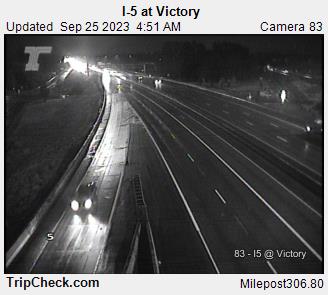 I-5 at Victory
Updated Sep 25 2023 4:51 AM Camera 83
T
S
83 - I5 @ Victory
TripCheck.com Milepost306.80